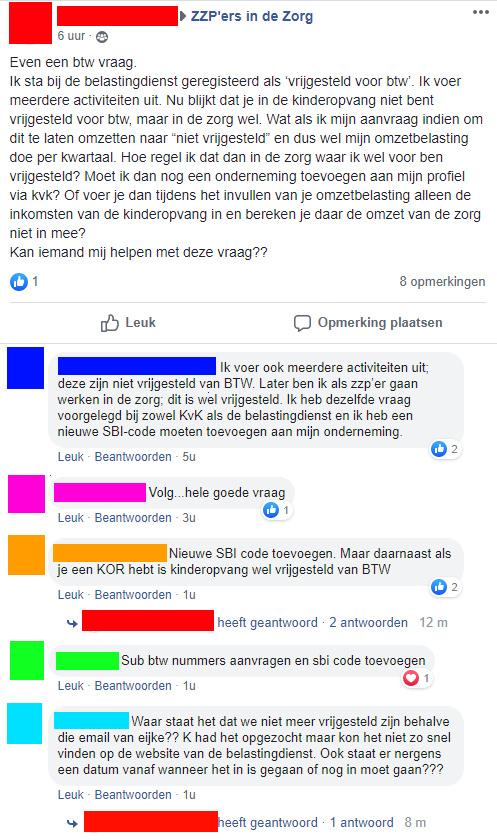 ZZP'ers in de Zorg
6 uur ·
Even een btw vraag.
Ik sta bij de belastingdienst geregisteerd als ‘vrijgesteld voor btw’. Ik voer
meerdere activiteiten uit. Nu blijkt dat je in de kinderopvang niet bent
vrijgesteld voor btw, maar in de zorg wel. Wat als ik mijn aanvraag indien om
dit te laten omzetten naar “niet vrijgesteld” en dus wel mijn omzetbelasting
doe per kwartaal. Hoe regel ik dat dan in de zorg waar ik wel voor ben
vrijgesteld? Moet ik dan nog een onderneming toevoegen aan mijn profiel
via kvk? Of voer je dan tijdens het invullen van je omzetbelasting alleen de
inkomsten van de kinderopvang in en bereken je daar de omzet van de zorg
niet in mee?
Kan iemand mij helpen met deze vraag??
1
8 opmerkingen
Leuk
Opmerking plaatsen
Ik voer ook meerdere activiteiten uit;
deze zijn niet vrijgesteld van BTW. Later ben ik als zzp'er gaan
werken in de zorg; dit is wel vrijgesteld. Ik heb dezelfde vraag
voorgelegd bij zowel KvK als de belastingdienst en ik heb een
nieuwe SBI-code moeten toevoegen aan mijn onderneming.
2
Leuk · Beantwoorden · 5u
Volg...hele goede vraag
1
Leuk · Beantwoorden · 3u
Nieuwe SBI code toevoegen. Maar daarnaast als
je een KOR hebt is kinderopvang wel vrijgesteld van BTW
2
Leuk · Beantwoorden · 1u
heeft geantwoord · 2 antwoorden 12 m
Sub btw nummers aanvragen en sbi code toevoegen
1
Leuk · Beantwoorden · 1u
Waar staat het dat we niet meer vrijgesteld zijn behalve
die email van eijke?? K had het opgezocht maar kon het niet zo snel
vinden op de website van de belastingdienst. Ook staat er nergens
een datum vanaf wanneer het in is gegaan of nog in moet gaan???
Leuk · Beantwoorden · 1u
heeft geantwoord · 1 antwoord 8 m